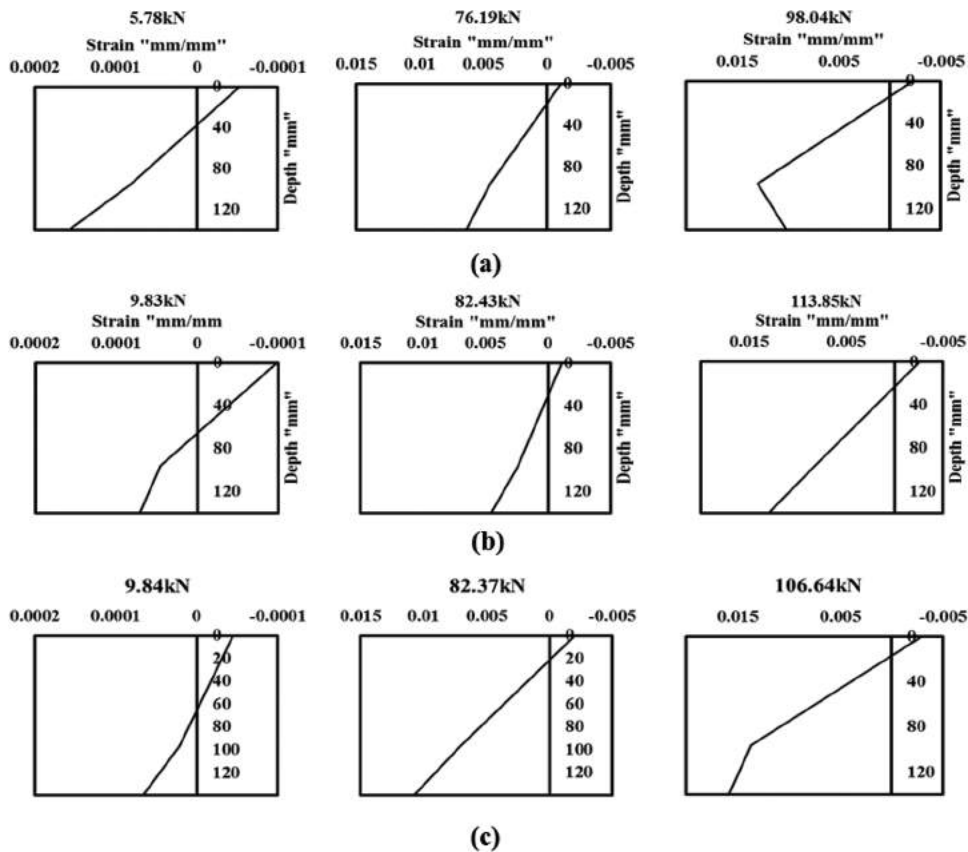 5.78kN 76.19kN 98.04kN
Strain "mm/mm" Strain "mm/mm" Strain "mm/mm"
0.0002 0.0001 0 -0.0001 0.015 0.01 0.005 0 -0.005 0.015 0.005 -0.005
0 0 0
40 40 40
80 80 80
120 120 120
Depth "mm" Depth "mm" Depth "mm"
(a)
9.83kN 82.43kN 113.85kN
Strain "mm/mm Strain "mm/mm" Strain "mm/mm"
0.0002 0.0001 0 -0.0001 0.015 0.01 0.005 0 -0.005 0.015 0.005 -0.005
0 0 0
40 40 40
80 80 80
120 120 120
Depth "mm" Depth "mm" Depth "mm"
(b)
9.84kN 82.37kN 106.64kN
0.0002 0.0001 0 -0.0001 0.015 0.01 0.005 0 -0.005 0.015 0.005 -0.005
0 0 0
20 20
40 40 40
60 60
80 80 80
100 100
120 120 120
(c)